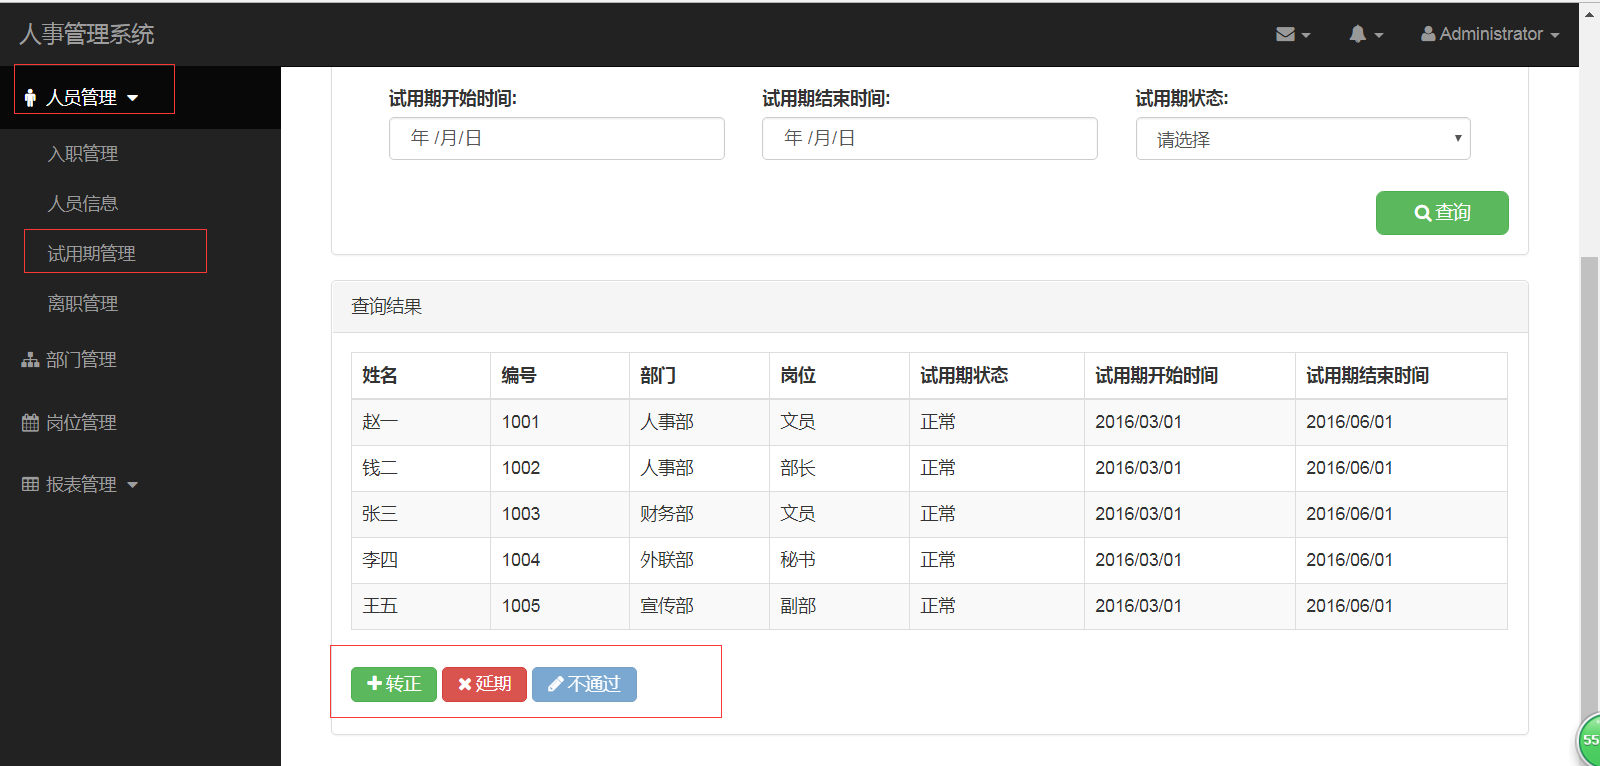 人事管理系统
Administrator
人员管理
入职管理
人员信息
试用期管理
离职管理
部门管理
岗位管理
报表管理
试用期开始时间: 试用期结束时间: 试用期状态:
年 /月/日 年 /月/日 请选择
查询
查询结果
姓名 编号 部门 岗位 试用期状态 试用期开始时间 试用期结束时间
赵一 1001 人事部 文员 正常 2016/03/01 2016/06/01
钱二 1002 人事部 部长 正常 2016/03/01 2016/06/01
张三 1003 财务部 文员 正常 2016/03/01 2016/06/01
李四 1004 外联部 秘书 正常 2016/03/01 2016/06/01
王五 1005 宣传部 副部 正常 2016/03/01 2016/06/01
转正 延期 不通过
55